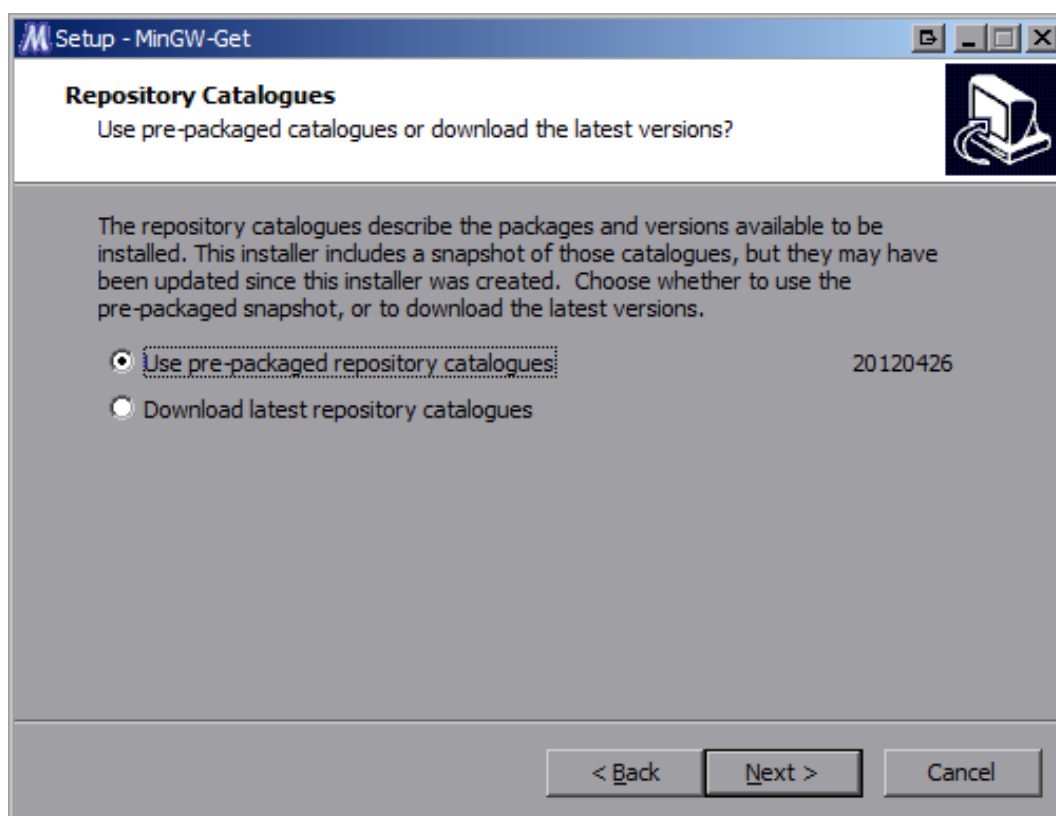 Setup - MinGW-Get
Repository Catalogues
Use pre-packaged catalogues or download the latest versions?
The repository catalogues describe the packages and versions available to be
installed. This installer includes a snapshot of those catalogues, but they may have
been updated since this installer was created.  Choose whether to use the
pre-packaged snapshot, or to download the latest versions.
Use pre-packaged repository catalogues 20120426
Download latest repository catalogues
< Back Next > Cancel